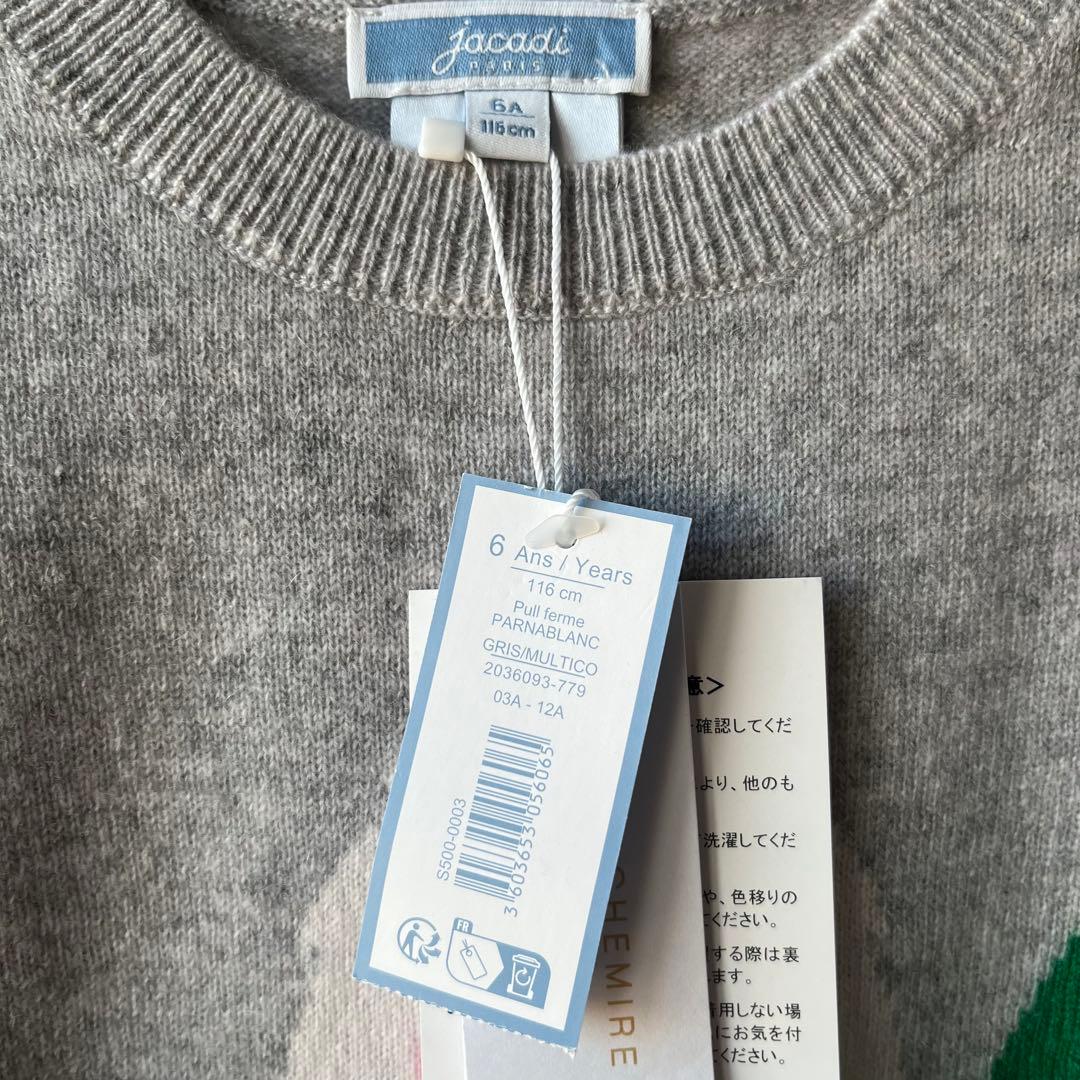 jacadi
PARIS
6A
116cm
6 Ans / Years
116 cm
Pull ferme
PARNABLANC
GRIS/MULTICO
2036093-779
03A - 12A
S500-0003
3 603653 056065
FR
CHEMIRE
意＞
確認してくだ
より、他のも
洗濯してくだ
や、色移りの
ください。
する際は裏
ます。
着用しない場
にお気を付
ください。